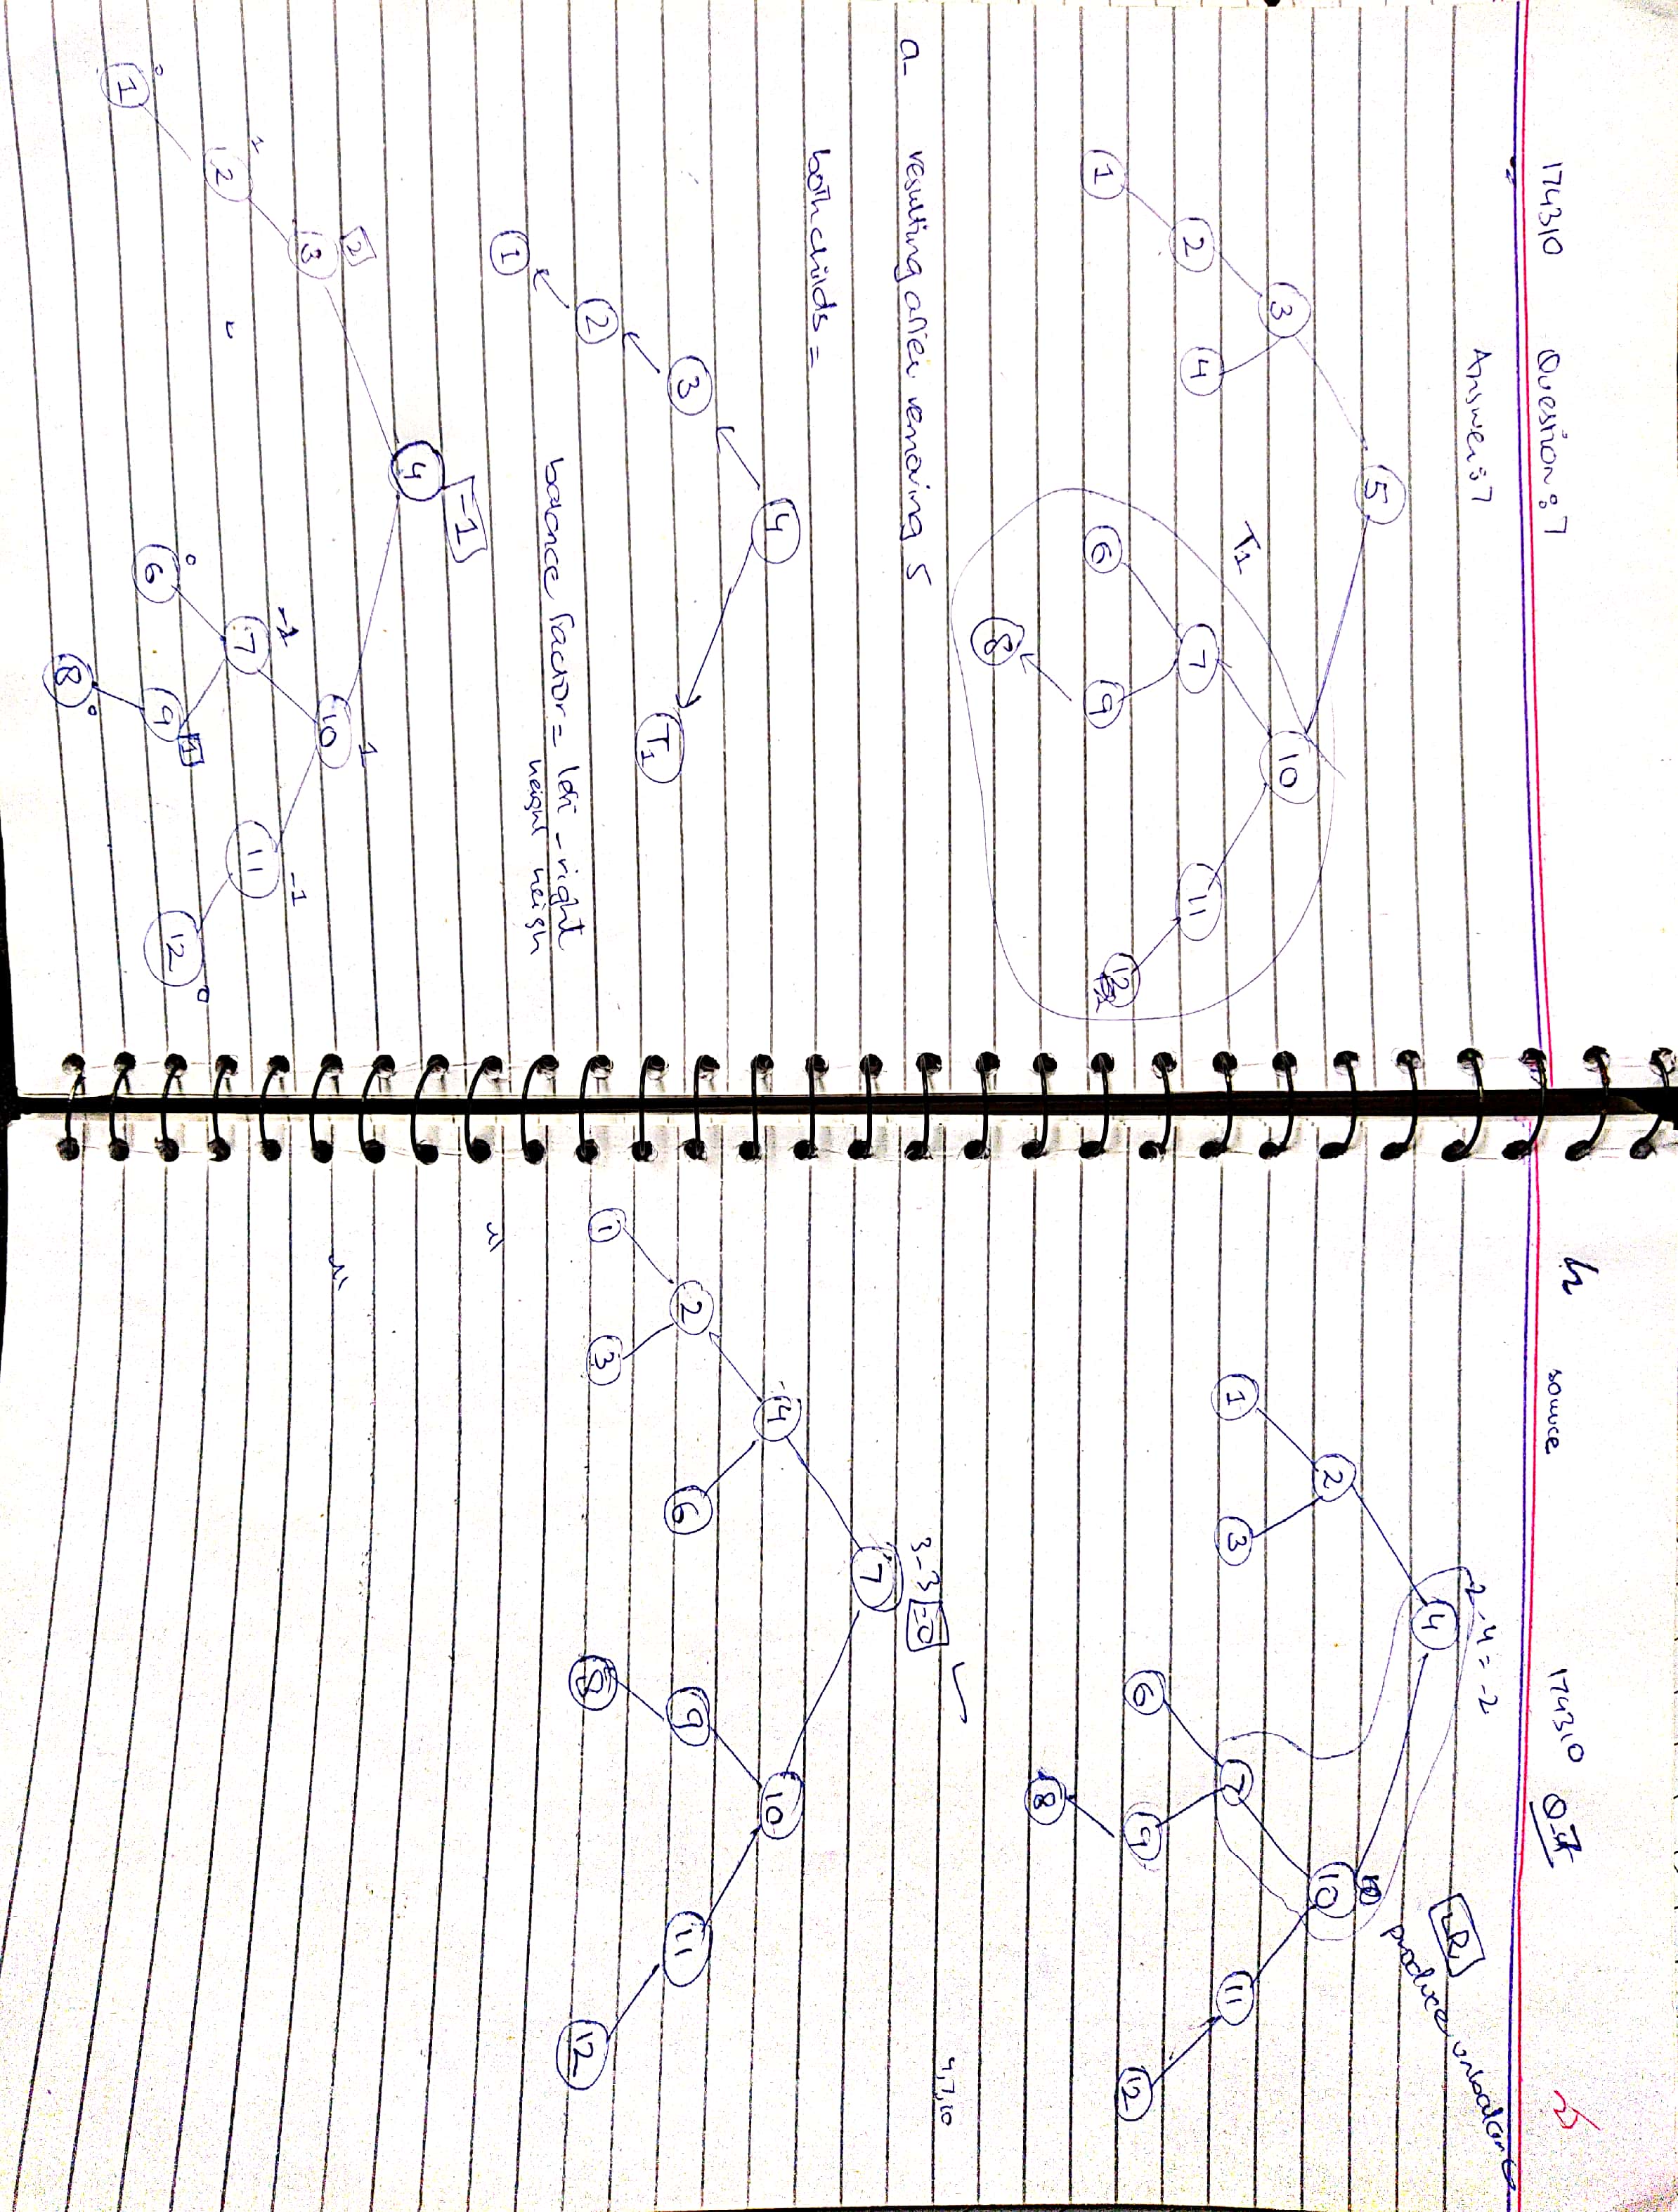 174310 Question:7
Answer:7
5
3 10
T1
2 4 7 11
1 6 9 12
8
a- resulting after removing 5
both childs =
4
3 T1
2
balance factor = left - right
height heigh
1
-1
4
2 1
3 10
-1 -1
1 7 11
2
0 1 0
6 9 12
0
1
0
8
source 174310 Q-7
2-4=-2
4
produce unbalance
10
2
1 3 7 11
6 9 12
8
4,7,10
3-3=0
7
4 10
2 6 9 11
1 3 8 12